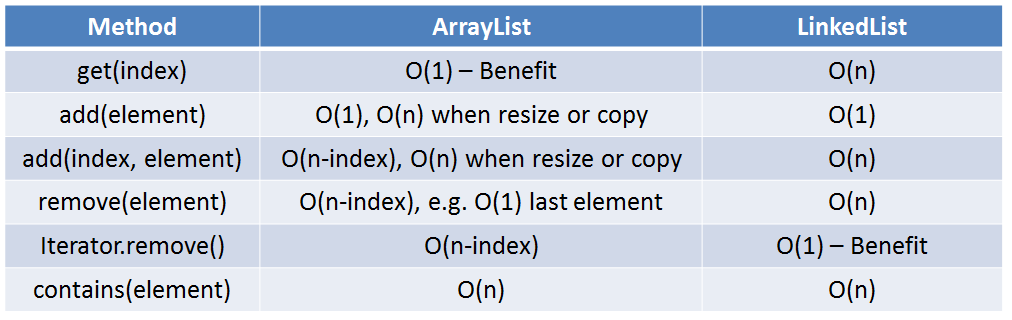 Method ArrayList LinkedList
get(index) O(1) – Benefit O(n)
add(element) O(1), O(n) when resize or copy O(1)
add(index, element) O(n-index), O(n) when resize or copy O(n)
remove(element) O(n-index), e.g. O(1) last element O(n)
Iterator.remove() O(n-index) O(1) – Benefit
contains(element) O(n) O(n)